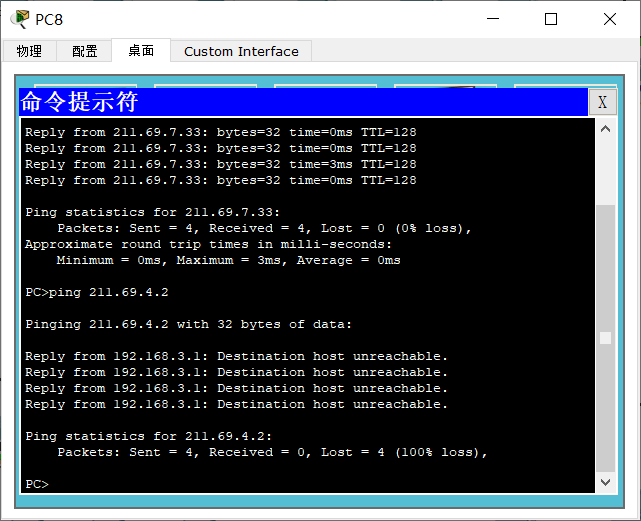 PC8
物理 配置 桌面 Custom Interface
命令提示符 X
Reply from 211.69.7.33: bytes=32 time=0ms TTL=128
Reply from 211.69.7.33: bytes=32 time=0ms TTL=128
Reply from 211.69.7.33: bytes=32 time=3ms TTL=128
Reply from 211.69.7.33: bytes=32 time=0ms TTL=128
Ping statistics for 211.69.7.33:
Packets: Sent = 4, Received = 4, Lost = 0 (0% loss),
Approximate round trip times in milli-seconds:
Minimum = 0ms, Maximum = 3ms, Average = 0ms
PC>ping 211.69.4.2
Pinging 211.69.4.2 with 32 bytes of data:
Reply from 192.168.3.1: Destination host unreachable.
Reply from 192.168.3.1: Destination host unreachable.
Reply from 192.168.3.1: Destination host unreachable.
Reply from 192.168.3.1: Destination host unreachable.
Ping statistics for 211.69.4.2:
Packets: Sent = 4, Received = 0, Lost = 4 (100% loss),
PC>